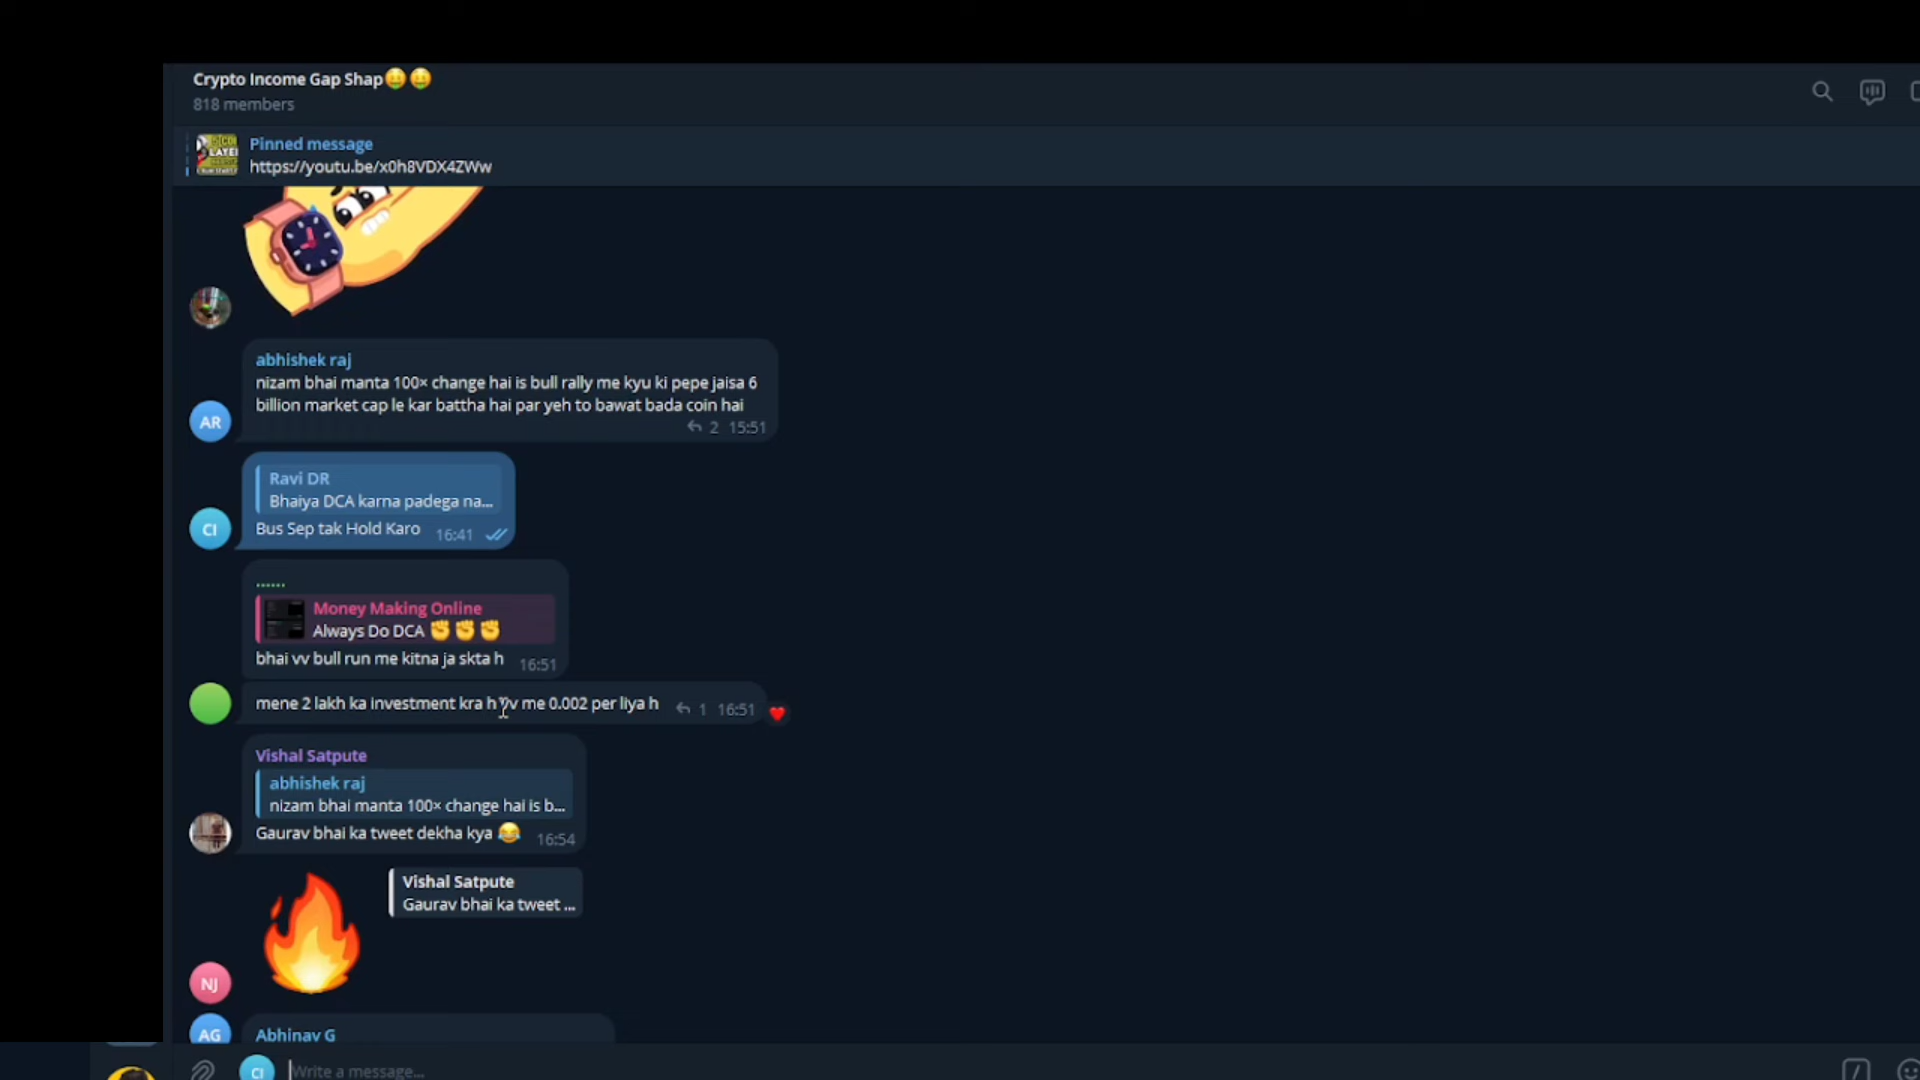 Crypto Income Gap Shap🤑🤑
818 members
Pinned message
https://youtu.be/x0h8VDX4ZWw
abhishek raj
nizam bhai manta 100× change hai is bull rally me kyu ki pepe jaisa 6
billion market cap le kar battha hai par yeh to bawat bada coin hai
2 15:51
AR
Ravi DR
Bhaiya DCA karna padega na...
Bus Sep tak Hold Karo 16:41
CI
......
Money Making Online
Always Do DCA ✊✊✊
bhai vv bull run me kitna ja skta h 16:51
mene 2 lakh ka investment kra h vv me 0.002 per liya h 1 16:51
Vishal Satpute
abhishek raj
nizam bhai manta 100× change hai is b...
Gaurav bhai ka tweet dekha kya 😂 16:54
Vishal Satpute
Gaurav bhai ka tweet ...
NJ
AG
Abhinav G
CI
Write a message...